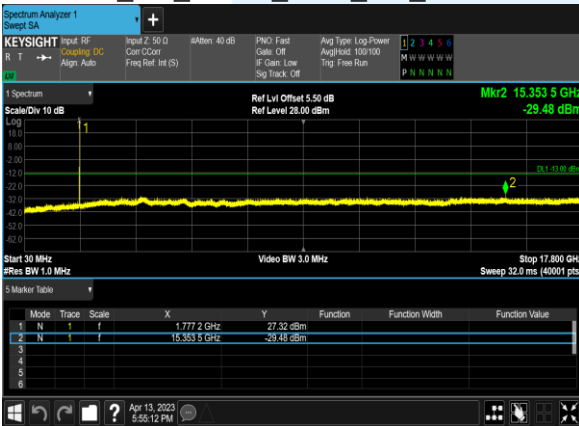 Spectrum Analyzer 1
Swept SA
+
KEYSIGHT Input: RF Input Z: 50 Ω #Atten: 40 dB PNO: Fast Avg Type: Log-Power 1 2 3 4 5 6
R T Coupling: DC Corr CCorr Gate: Off Avg|Hold: 100/100 M W W W W W
Align: Auto Freq Ref: Int (S) IF Gain: Low Trig: Free Run
Sig Track: Off P N N N N N
LV
1 Spectrum Ref Lvl Offset 5.50 dB Mkr2 15.353 5 GHz
Scale/Div 10 dB Ref Level 28.00 dBm -29.48 dBm
Log
18.0
8.00
-2.00
-12.0
-22.0
-32.0
-42.0
-52.0
-62.0
1
DL1 -13.00 dBm
2
Start 30 MHz Video BW 3.0 MHz Stop 17.800 GHz
#Res BW 1.0 MHz Sweep 32.0 ms (40001 pts
5 Marker Table
Mode Trace Scale X Y Function Function Width Function Value
1 N 1 f 1.777 2 GHz 27.32 dBm
2 N 1 f 15.353 5 GHz -29.48 dBm
3
4
5
6
? Apr 13, 2023
5:55:12 PM